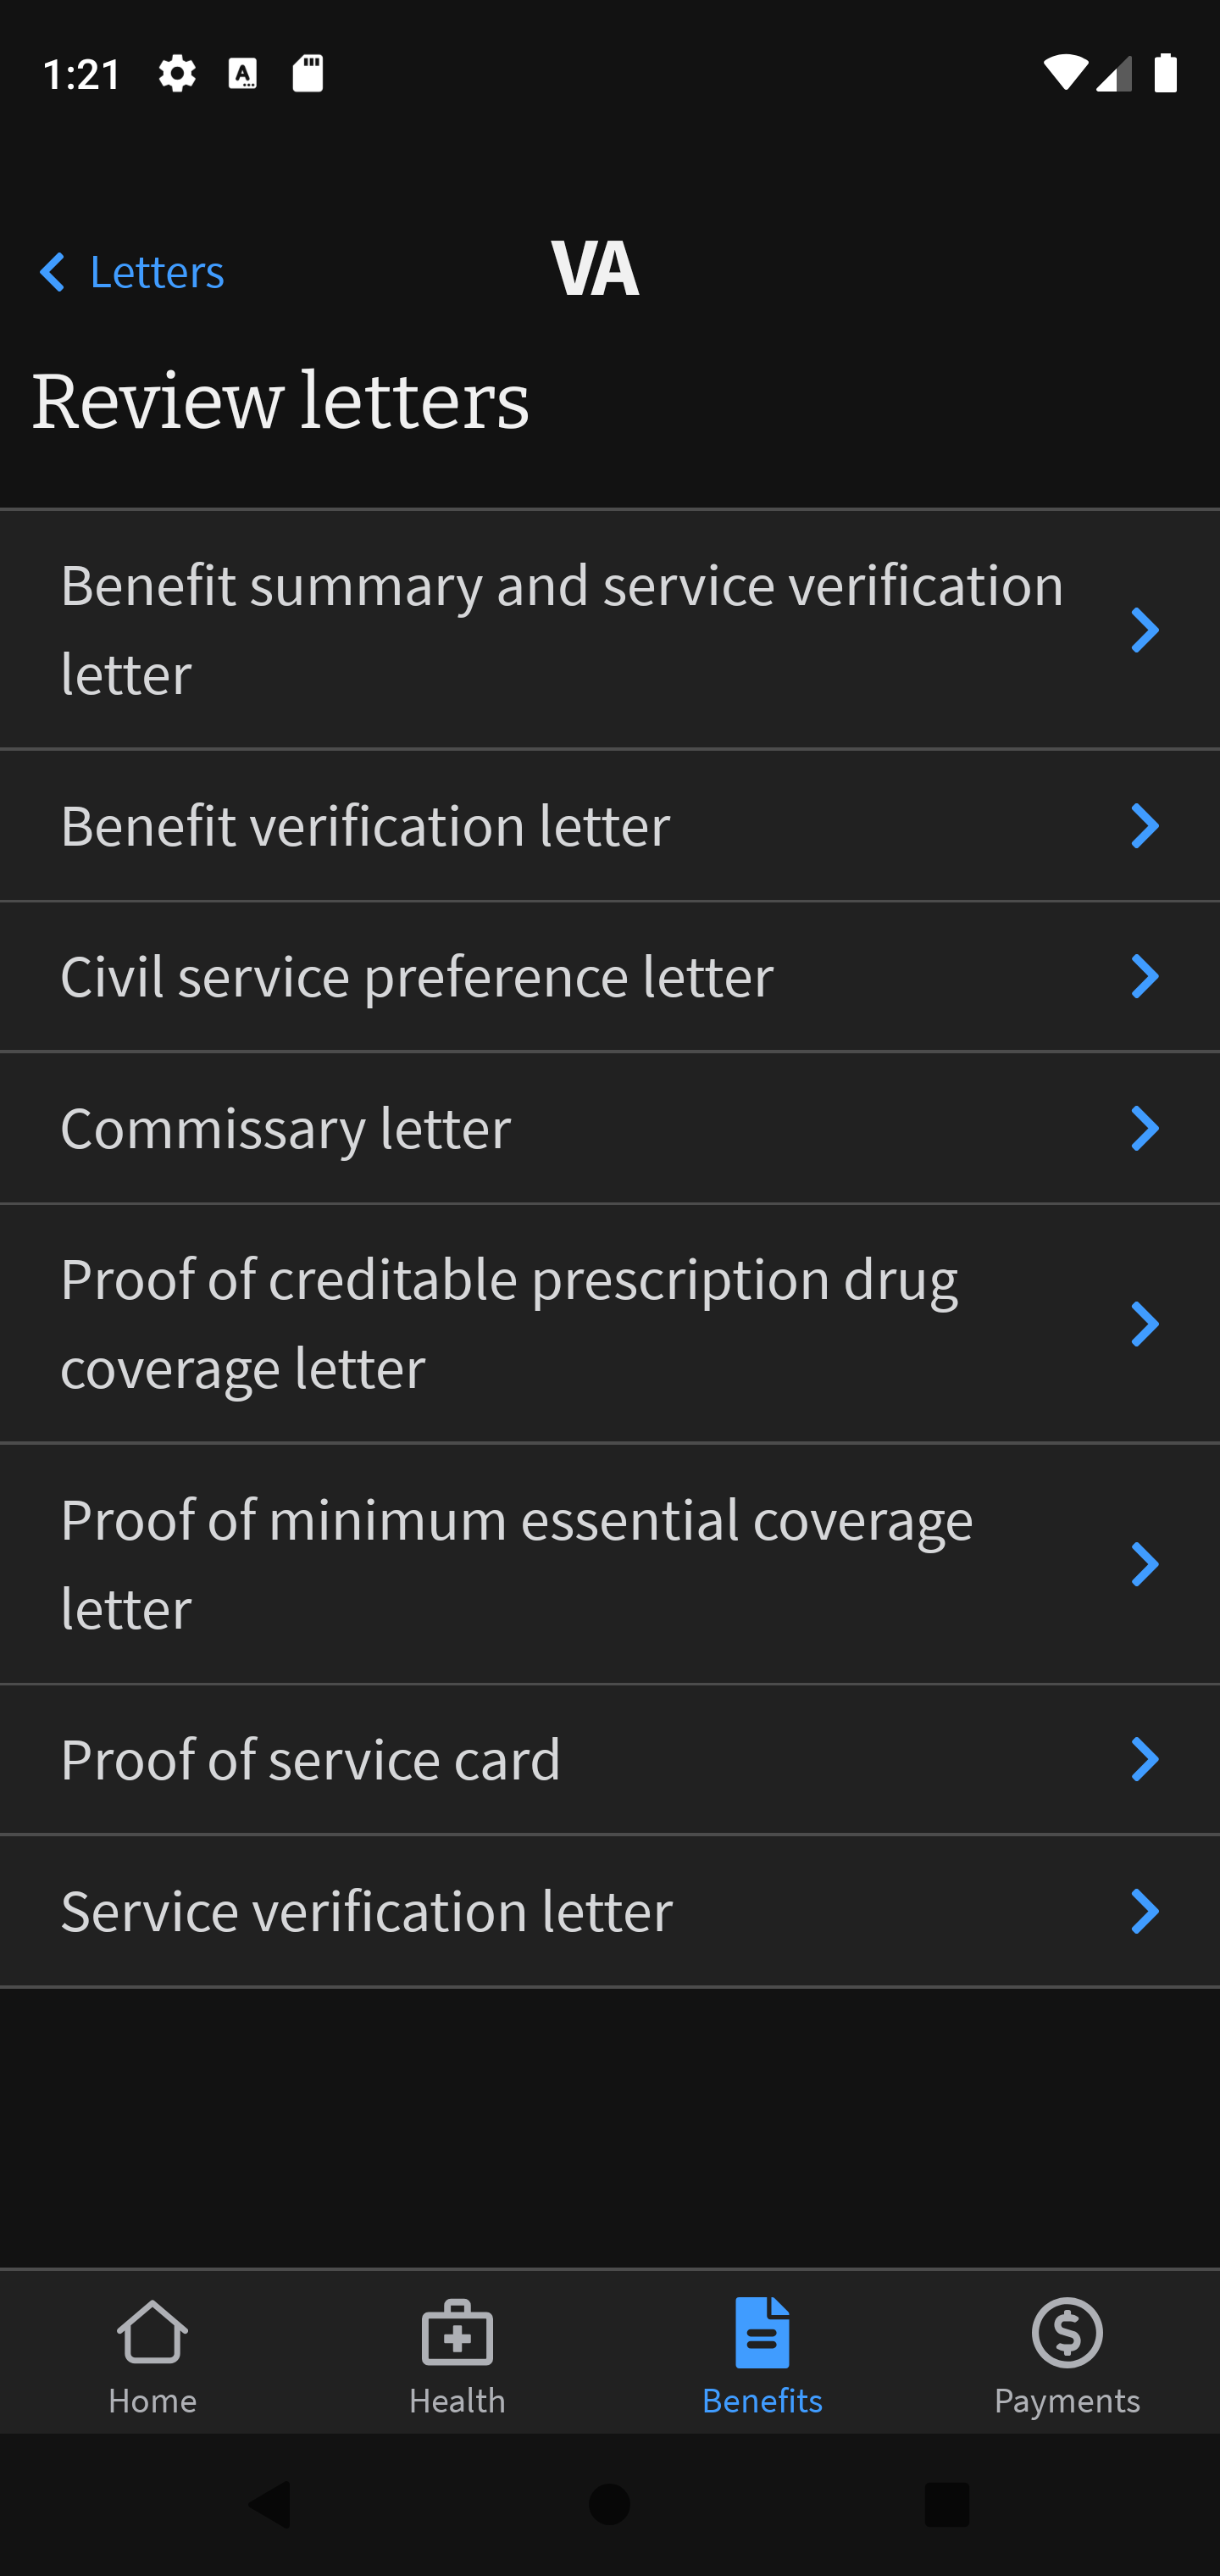 1:21
Letters
VA
Review letters
Benefit summary and service verification
letter
Benefit verification letter
Civil service preference letter
Commissary letter
Proof of creditable prescription drug
coverage letter
Proof of minimum essential coverage
letter
Proof of service card
Service verification letter
Home
Health
Benefits
Payments